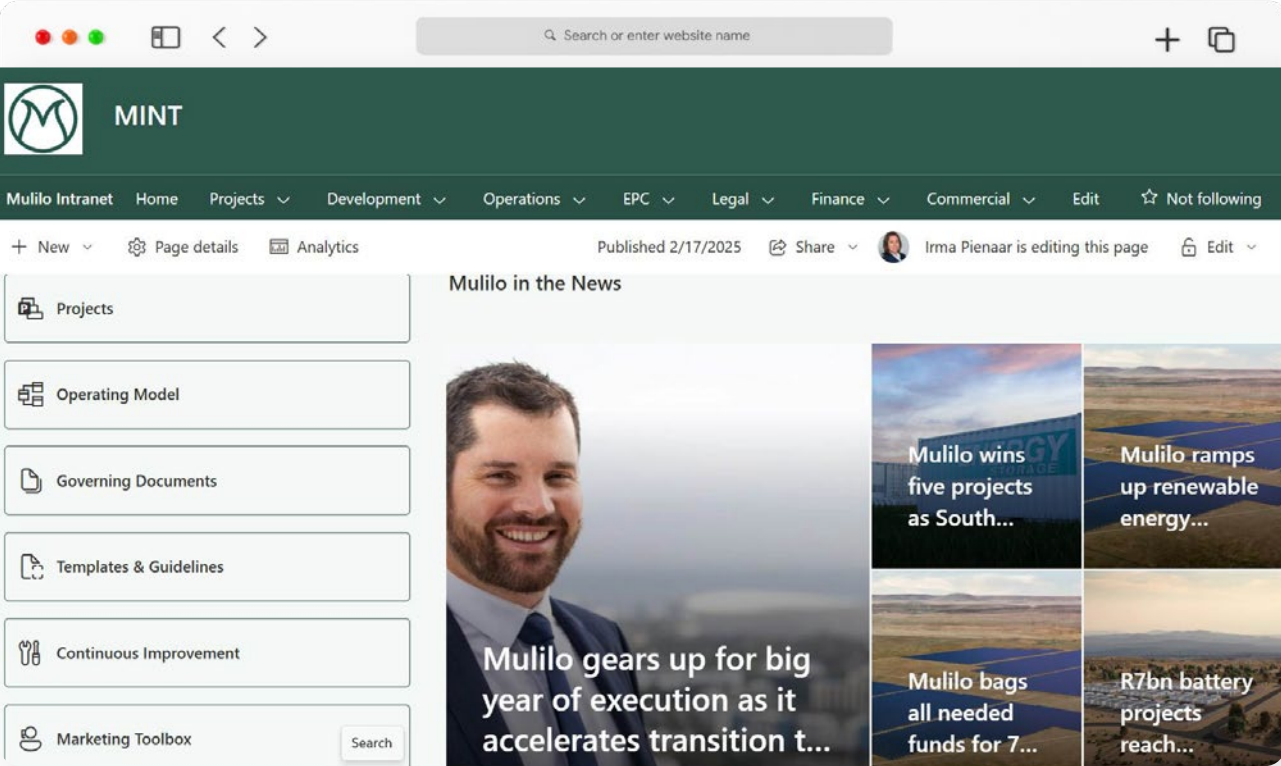 Search or enter website name
MINT
Mulilo Intranet Home Projects Development Operations EPC Legal Finance Commercial Edit Not following
New Page details Analytics Published 2/17/2025 Share Irma Pienaar is editing this page Edit
Mulilo in the News
Projects
Operating Model
Governing Documents
Templates & Guidelines
Continuous Improvement
Marketing Toolbox
Search
Mulilo gears up for big
year of execution as it
accelerates transition t...
ENERGY
STORAGE
Mulilo wins
five projects
as South...
Mulilo ramps
up renewable
energy...
Mulilo bags
all needed
funds for 7...
R7bn battery
projects
reach...